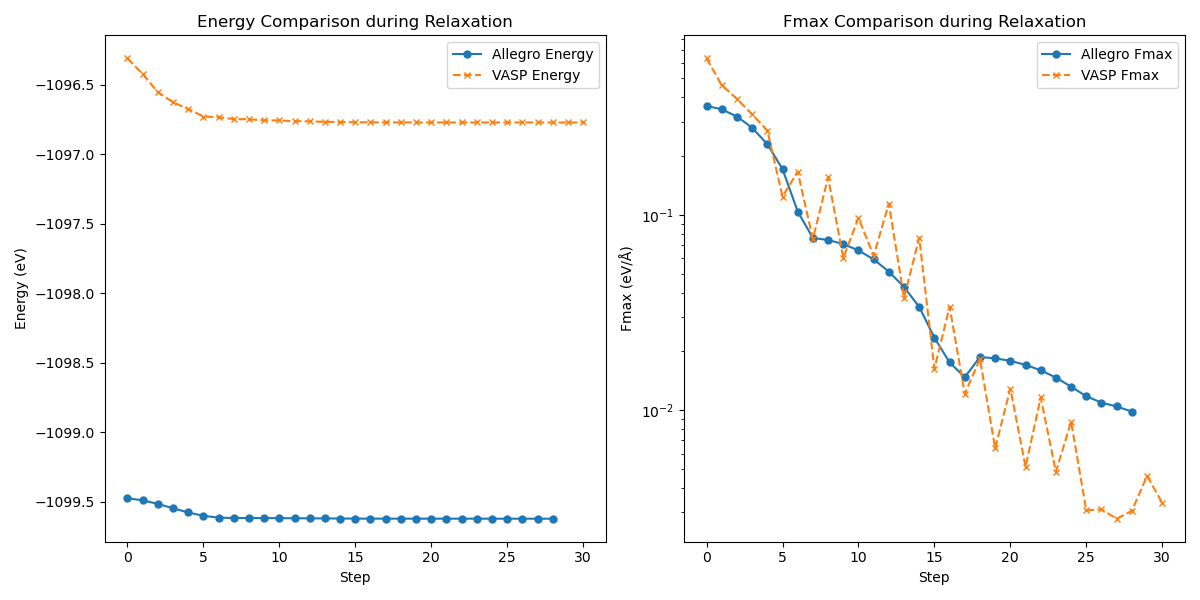 Energy Comparison during Relaxation
Allegro Energy
VASP Energy
Energy (eV)
−1096.5
−1097.0
−1097.5
−1098.0
−1098.5
−1099.0
−1099.5
0 5 10 15 20 25 30
Step
Fmax Comparison during Relaxation
Allegro Fmax
VASP Fmax
Fmax (eV/Å)
10⁻¹
10⁻²
0 5 10 15 20 25 30
Step